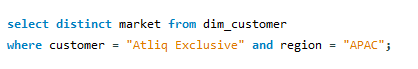 select distinct market from dim_customer
where customer = "Atliq Exclusive" and region = "APAC";